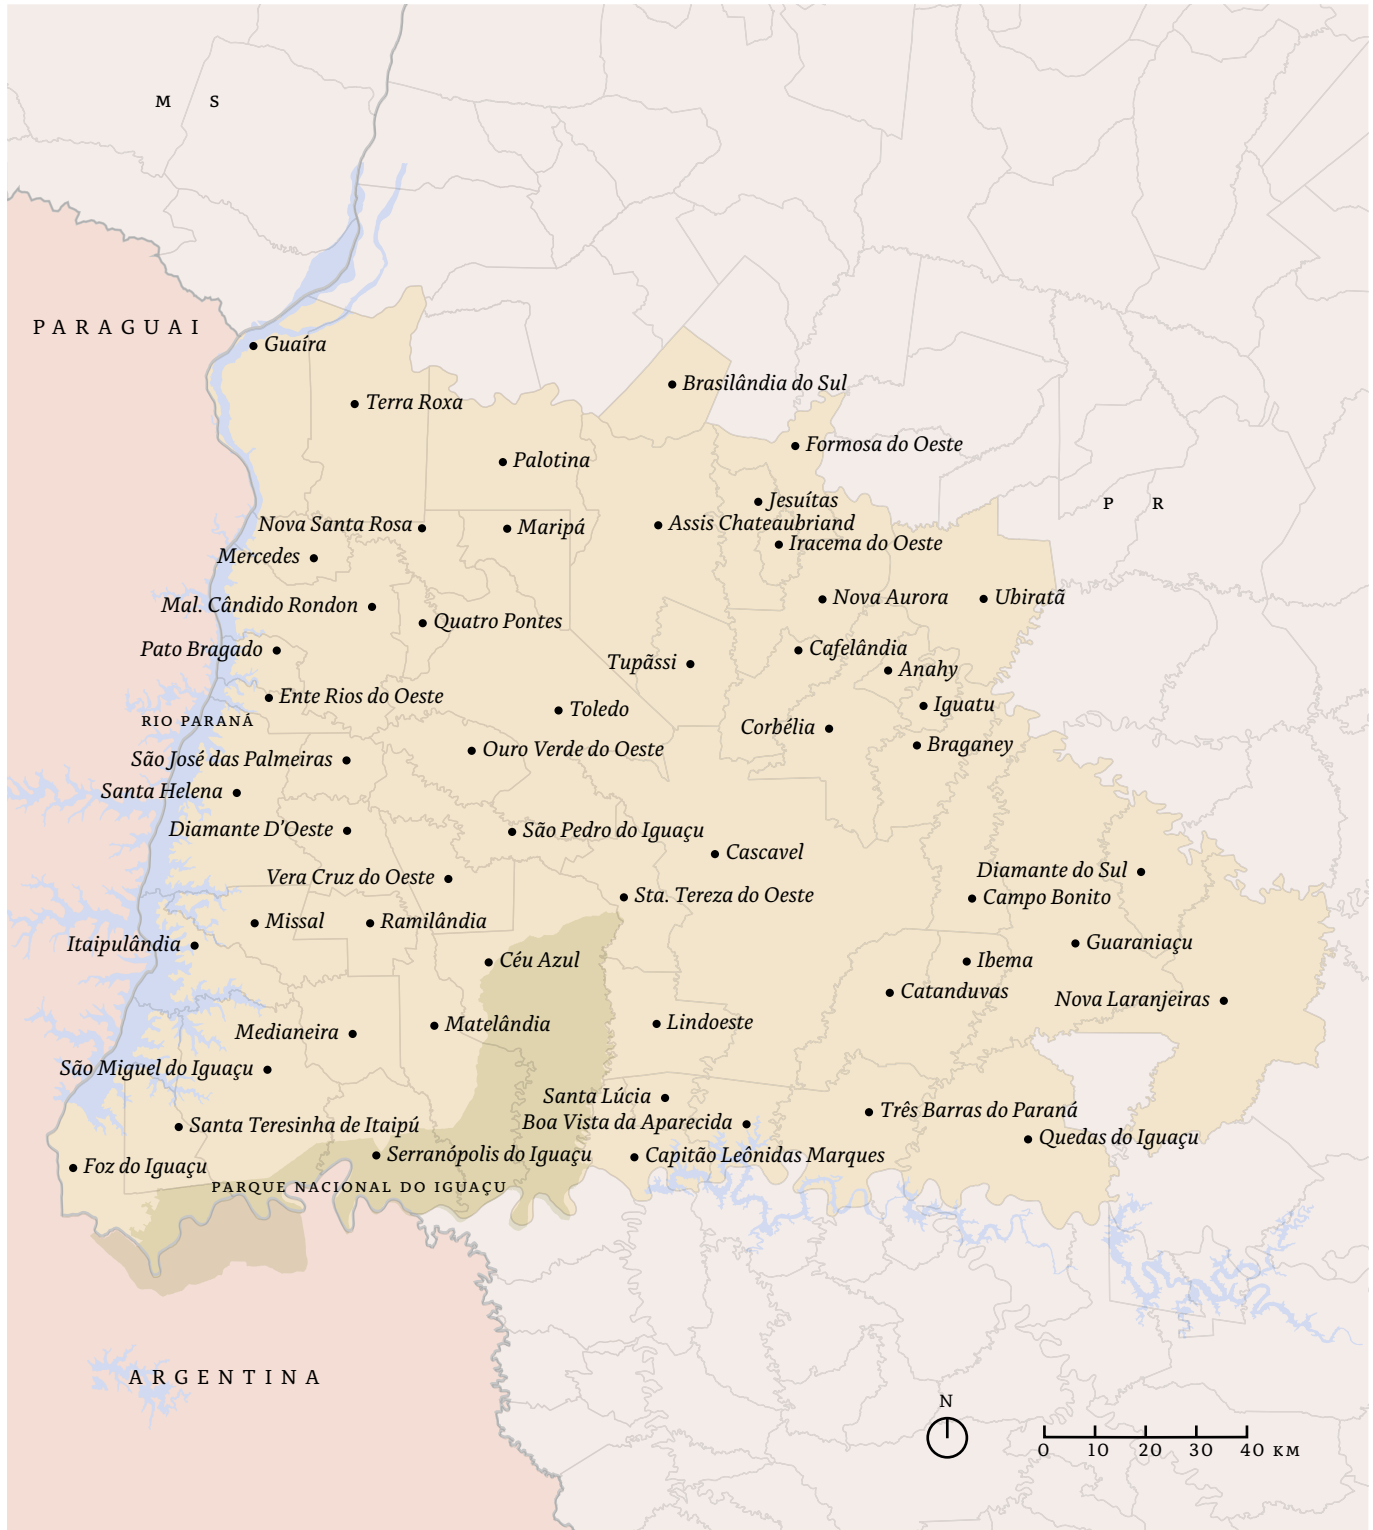 M S
PARAGUAI
Guaíra
Brasilândia do Sul
Terra Roxa
Formosa do Oeste
Palotina
Jesuítas
P R
Nova Santa Rosa
Maripá
Assis Chateaubriand
Iracema do Oeste
Mercedes
Mal. Cândido Rondon
Nova Aurora
Ubiratã
Quatro Pontes
Pato Bragado
Cafelândia
Tupãssi
Anahy
Ente Rios do Oeste
Iguatu
Toledo
RIO PARANÁ
Corbélia
Braganey
Ouro Verde do Oeste
São José das Palmeiras
Santa Helena
Diamante D'Oeste
São Pedro do Iguaçu
Cascavel
Diamante do Sul
Vera Cruz do Oeste
Sta. Tereza do Oeste
Campo Bonito
Missal
Ramilândia
Itaipulândia
Guaraniaçu
Céu Azul
Ibema
Catanduvas
Nova Laranjeiras
Medianeira
Matelândia
Lindoeste
São Miguel do Iguaçu
Santa Lúcia
Três Barras do Paraná
Boa Vista da Aparecida
Santa Teresinha de Itaipú
Quedas do Iguaçu
Serranópolis do Iguaçu
Capitão Leônidas Marques
Foz do Iguaçu
PARQUE NACIONAL DO IGUAÇU
ARGENTINA
N
0 10 20 30 40 KM